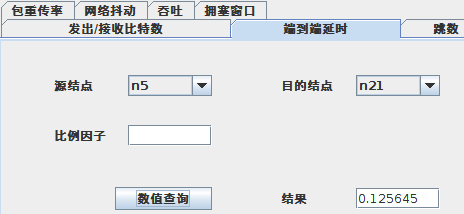 包重传率 网络抖动 吞吐 拥塞窗口
发出/接收比特数 端到端延时 跳数
源结点 n5 目的结点 n21
比例因子
数值查询 结果 0.125645